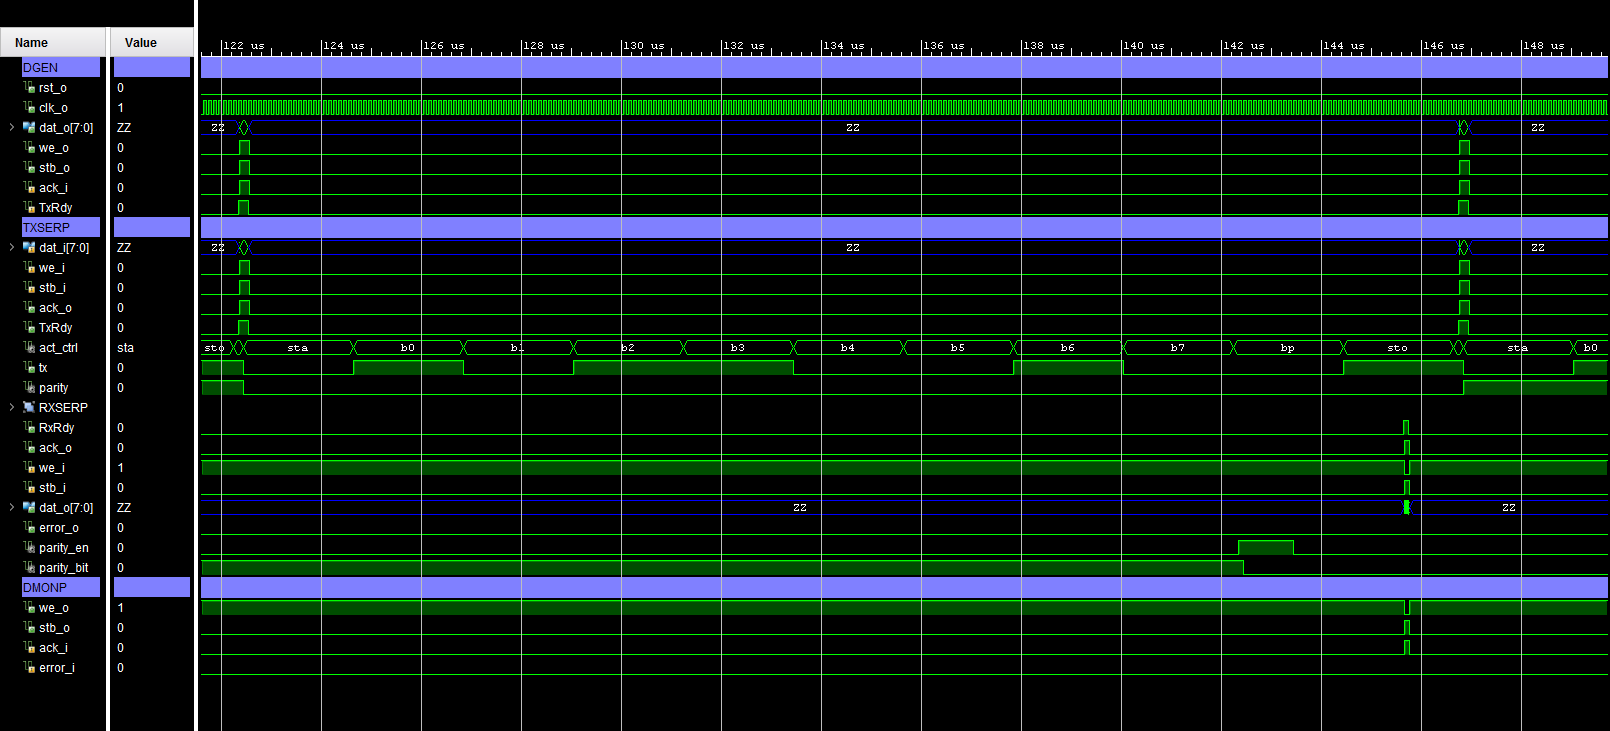 Name Value
122 us 124 us 126 us 128 us 130 us 132 us 134 us 136 us 138 us 140 us 142 us 144 us 146 us 148 us
DGEN
rst_o 0
clk_o 1
dat_o[7:0] ZZ ZZ ZZ ZZ
we_o 0
stb_o 0
ack_i 0
TxRdy 0
TXSERP
dat_i[7:0] ZZ ZZ ZZ ZZ
we_i 0
stb_i 0
ack_o 0
TxRdy 0
act_ctrl sta sto sta b0 b1 b2 b3 b4 b5 b6 b7 bp sto sta b0
tx 0
parity 0
RXSERP
RxRdy 0
ack_o 0
we_i 1
stb_i 0
dat_o[7:0] ZZ ZZ ZZ
error_o 0
parity_en 0
parity_bit 0
DMONP
we_o 1
stb_o 0
ack_i 0
error_i 0